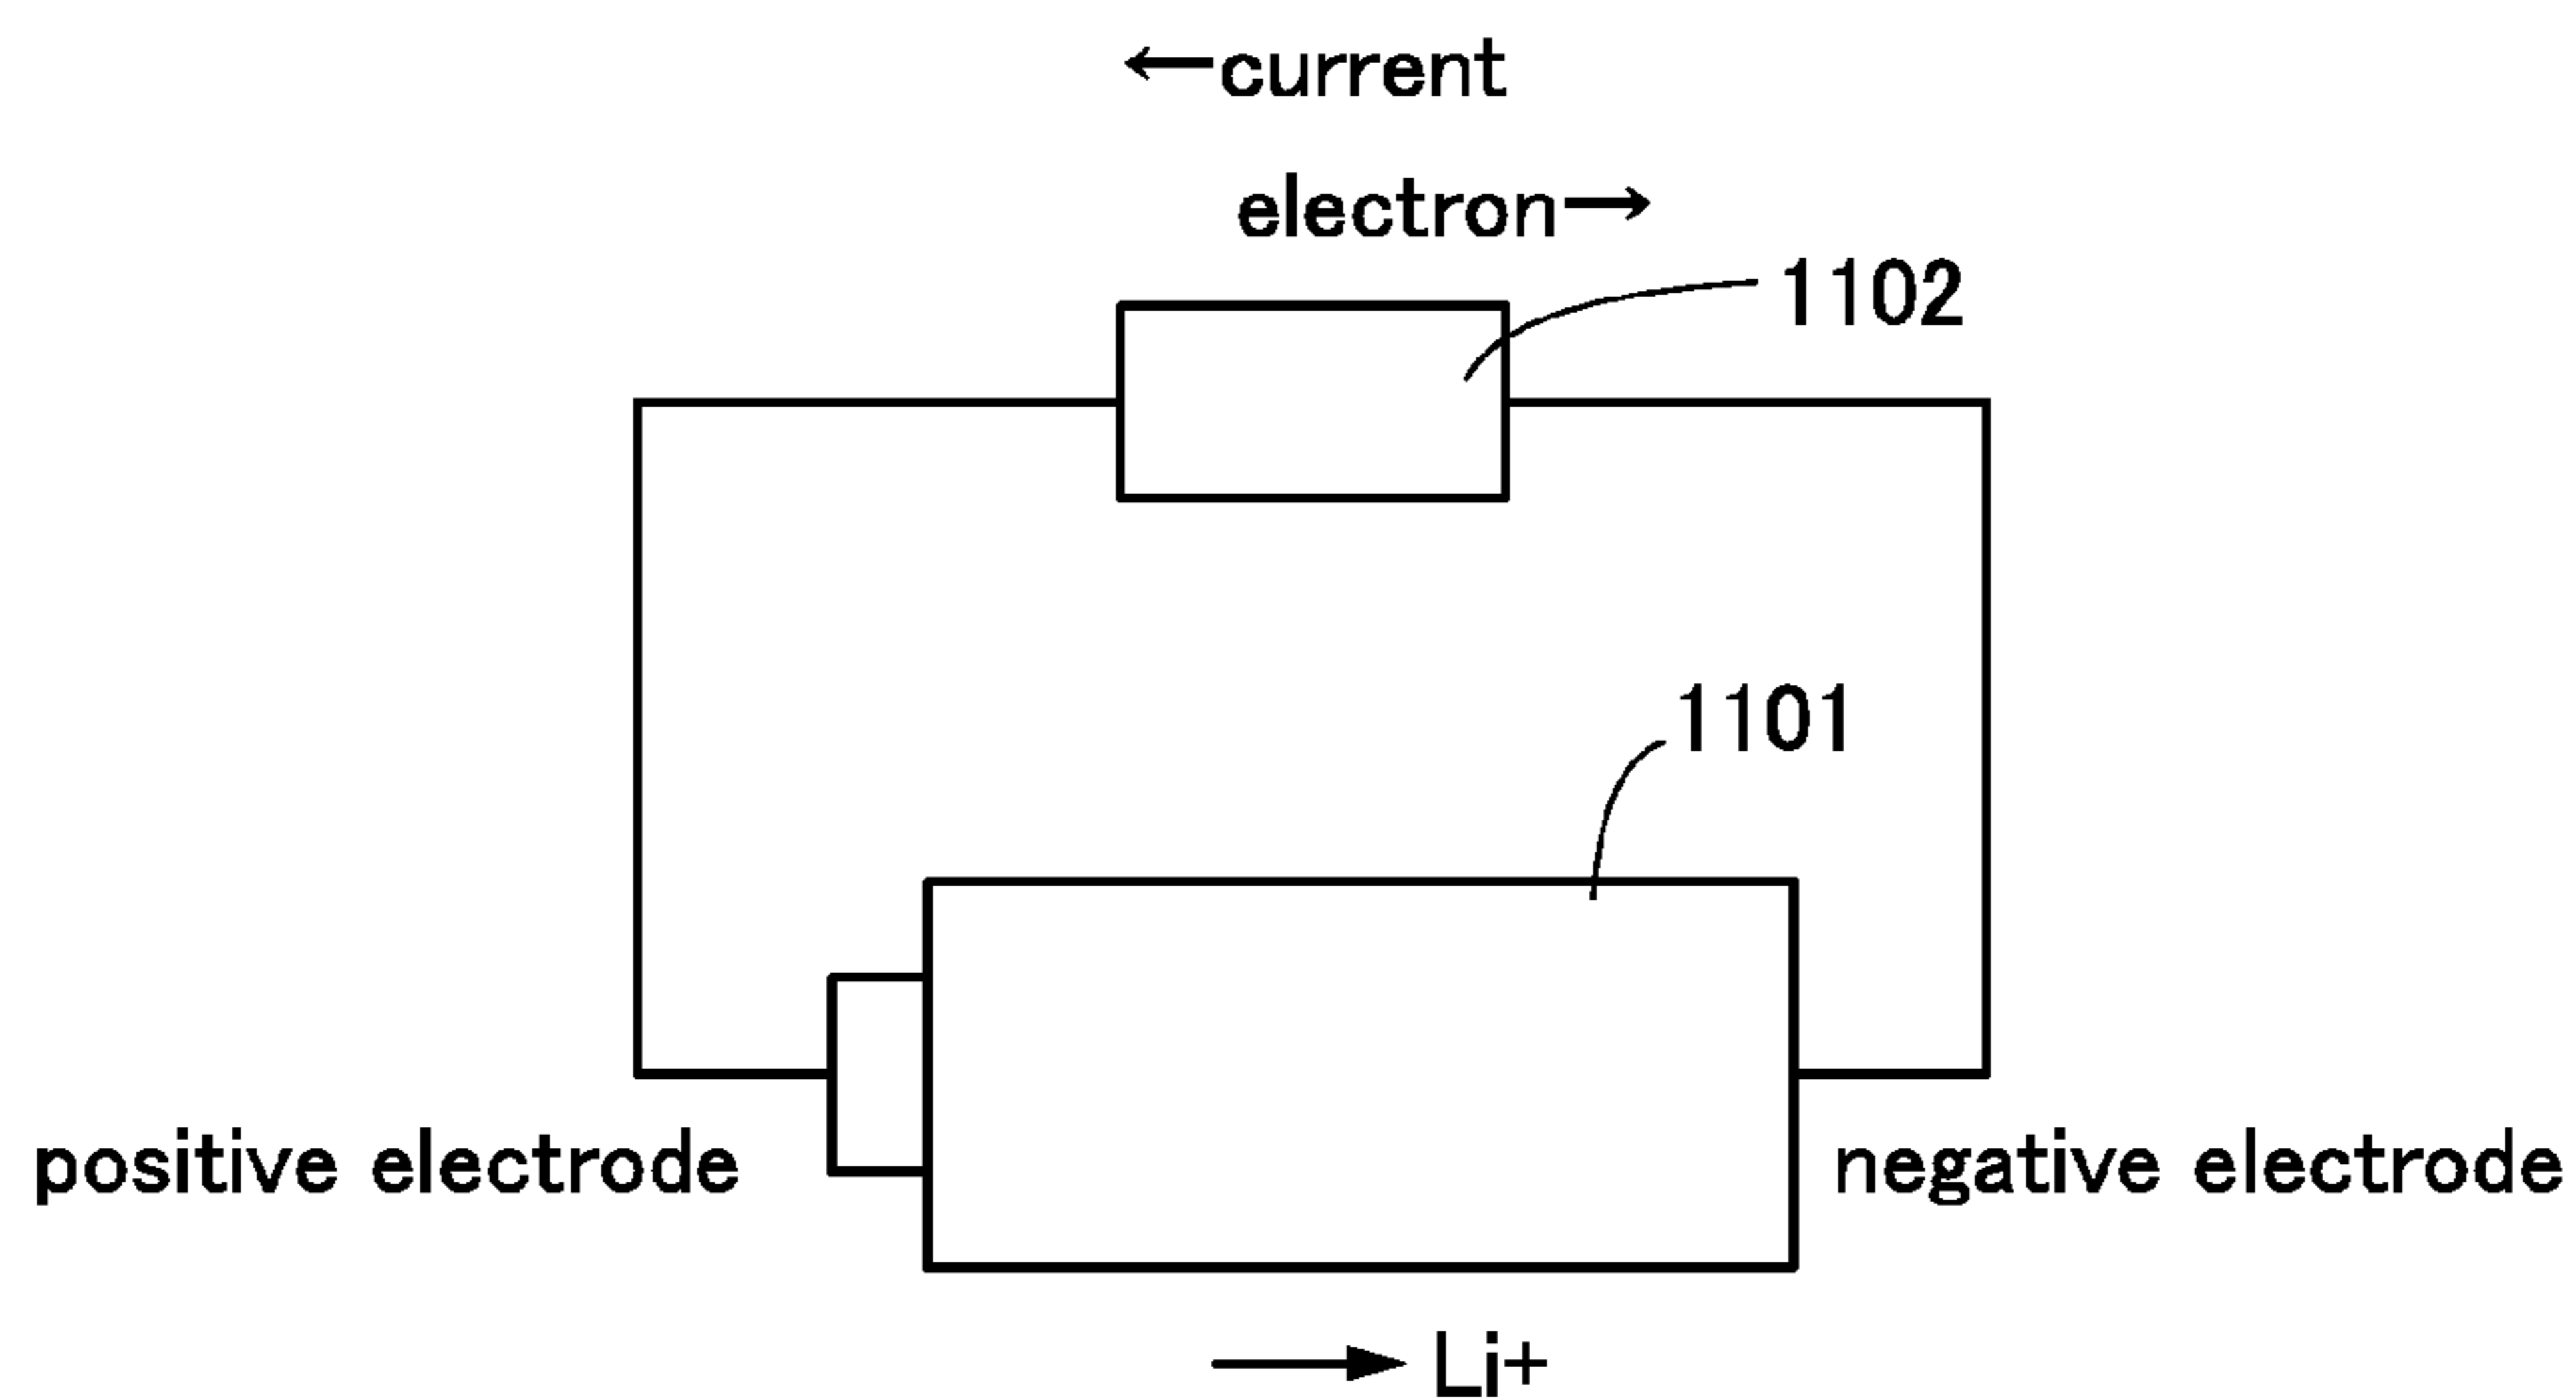 ←current
electron→
1102
1101
positive electrode
negative electrode
Li+